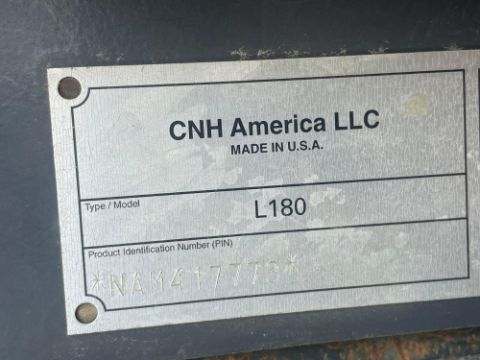 CNH America LLC
MADE IN U.S.A.
Type / Model
L180
Product Identification Number (PIN)